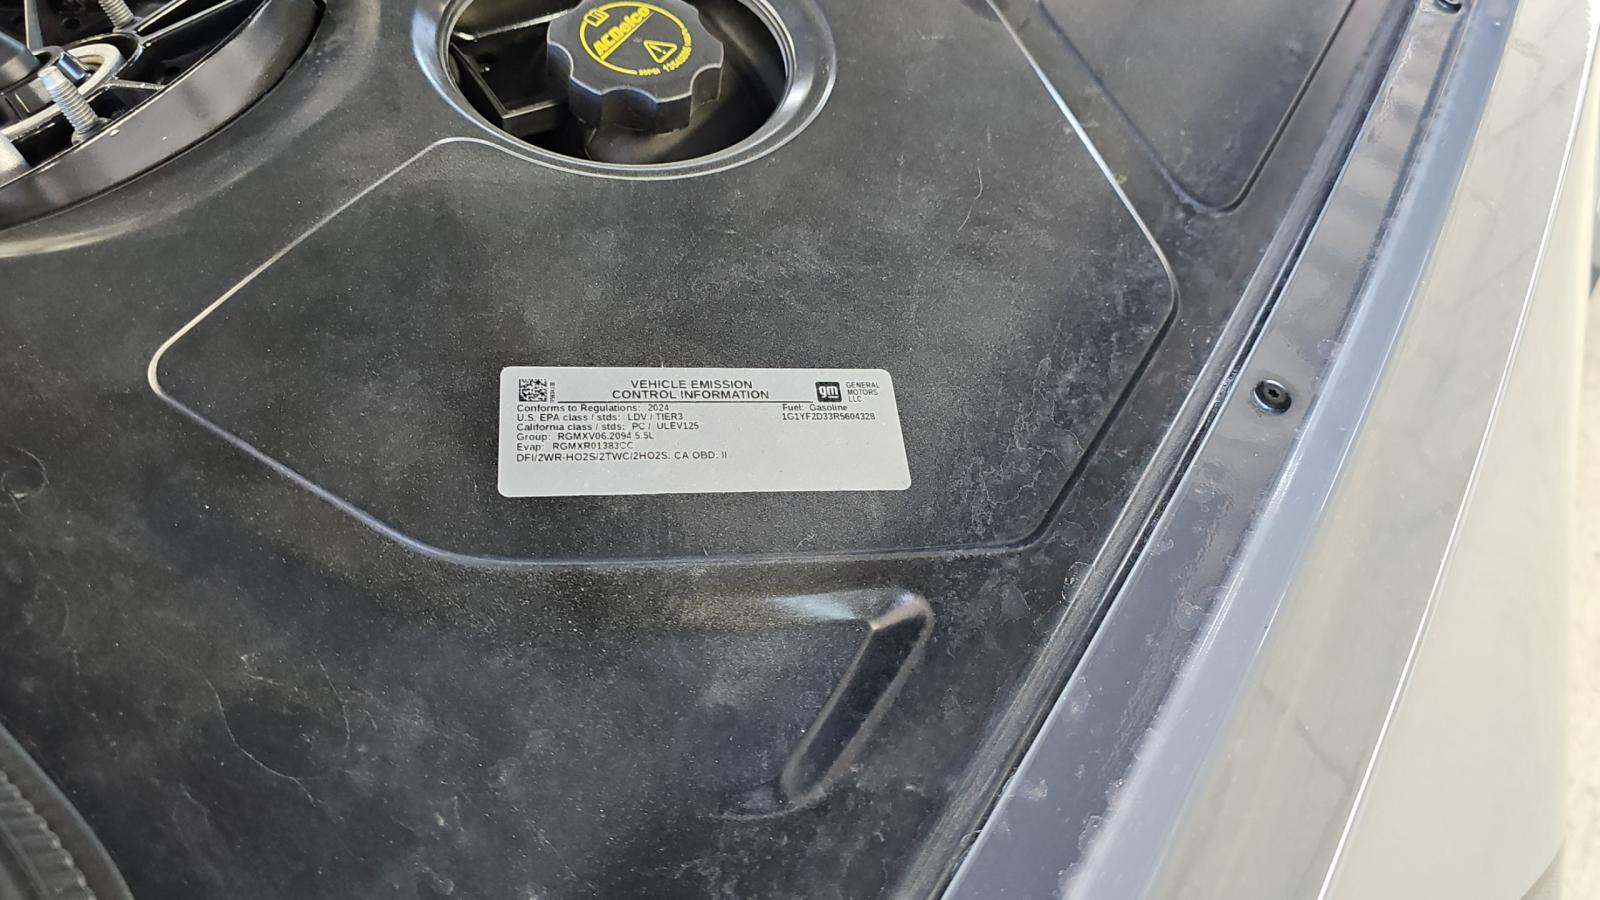 ACDelco
VEHICLE EMISSION
CONTROL INFORMATION
gm
GENERAL
MOTORS
LLC
Conforms to Regulations: 2024
Fuel: Gasoline
U.S. EPA class / stds: LDV / TIER3
1G1YF2D33R5604328
California class / stds: PC / ULEV125
Group: RGMXV06.2094 5.5L
Evap: RGMXR01383CC
DFI/2WR-HO2S/2TWC/2HO2S, CA OBD: II